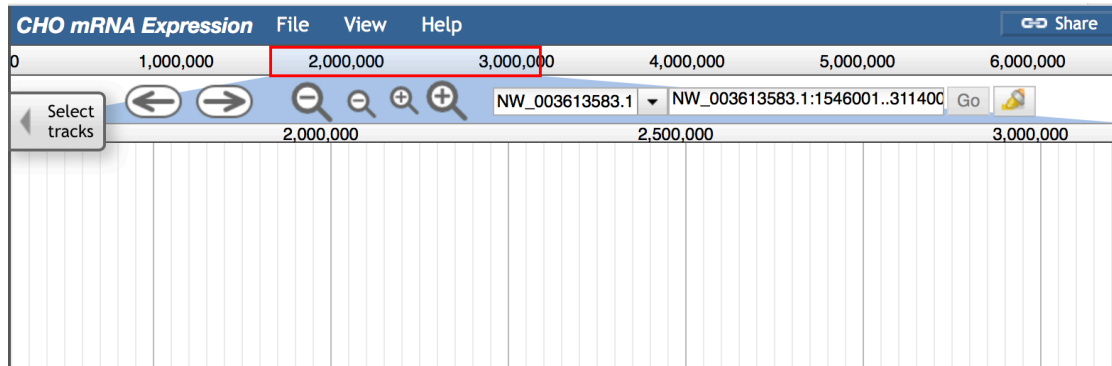 CHO mRNA Expression File View Help Share
0 1,000,000 2,000,000 3,000,000 4,000,000 5,000,000 6,000,000
Select
tracks
NW_003613583.1 NW_003613583.1:1546001..311400 Go
2,000,000 2,500,000 3,000,000